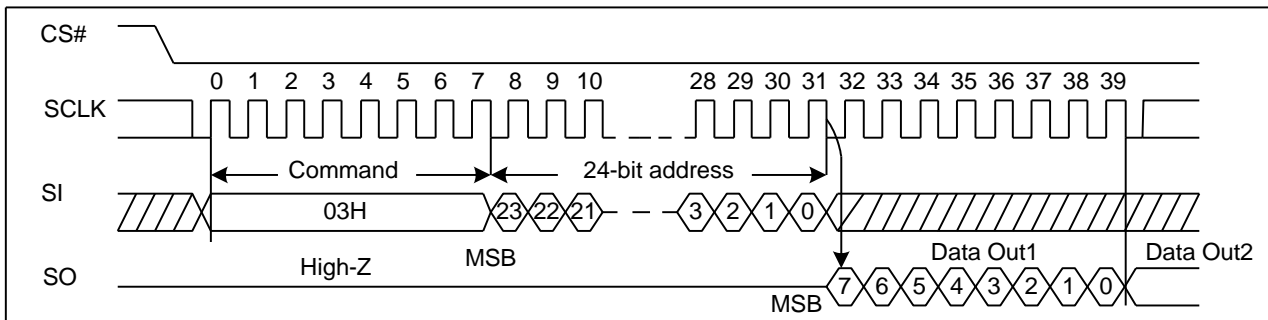 CS#
0 1 2 3 4 5 6 7 8 9 10 28 29 30 31 32 33 34 35 36 37 38 39
SCLK
Command 24-bit address
SI
03H 23 22 21 3 2 1 0
High-Z MSB Data Out1 Data Out2
SO
MSB 7 6 5 4 3 2 1 0